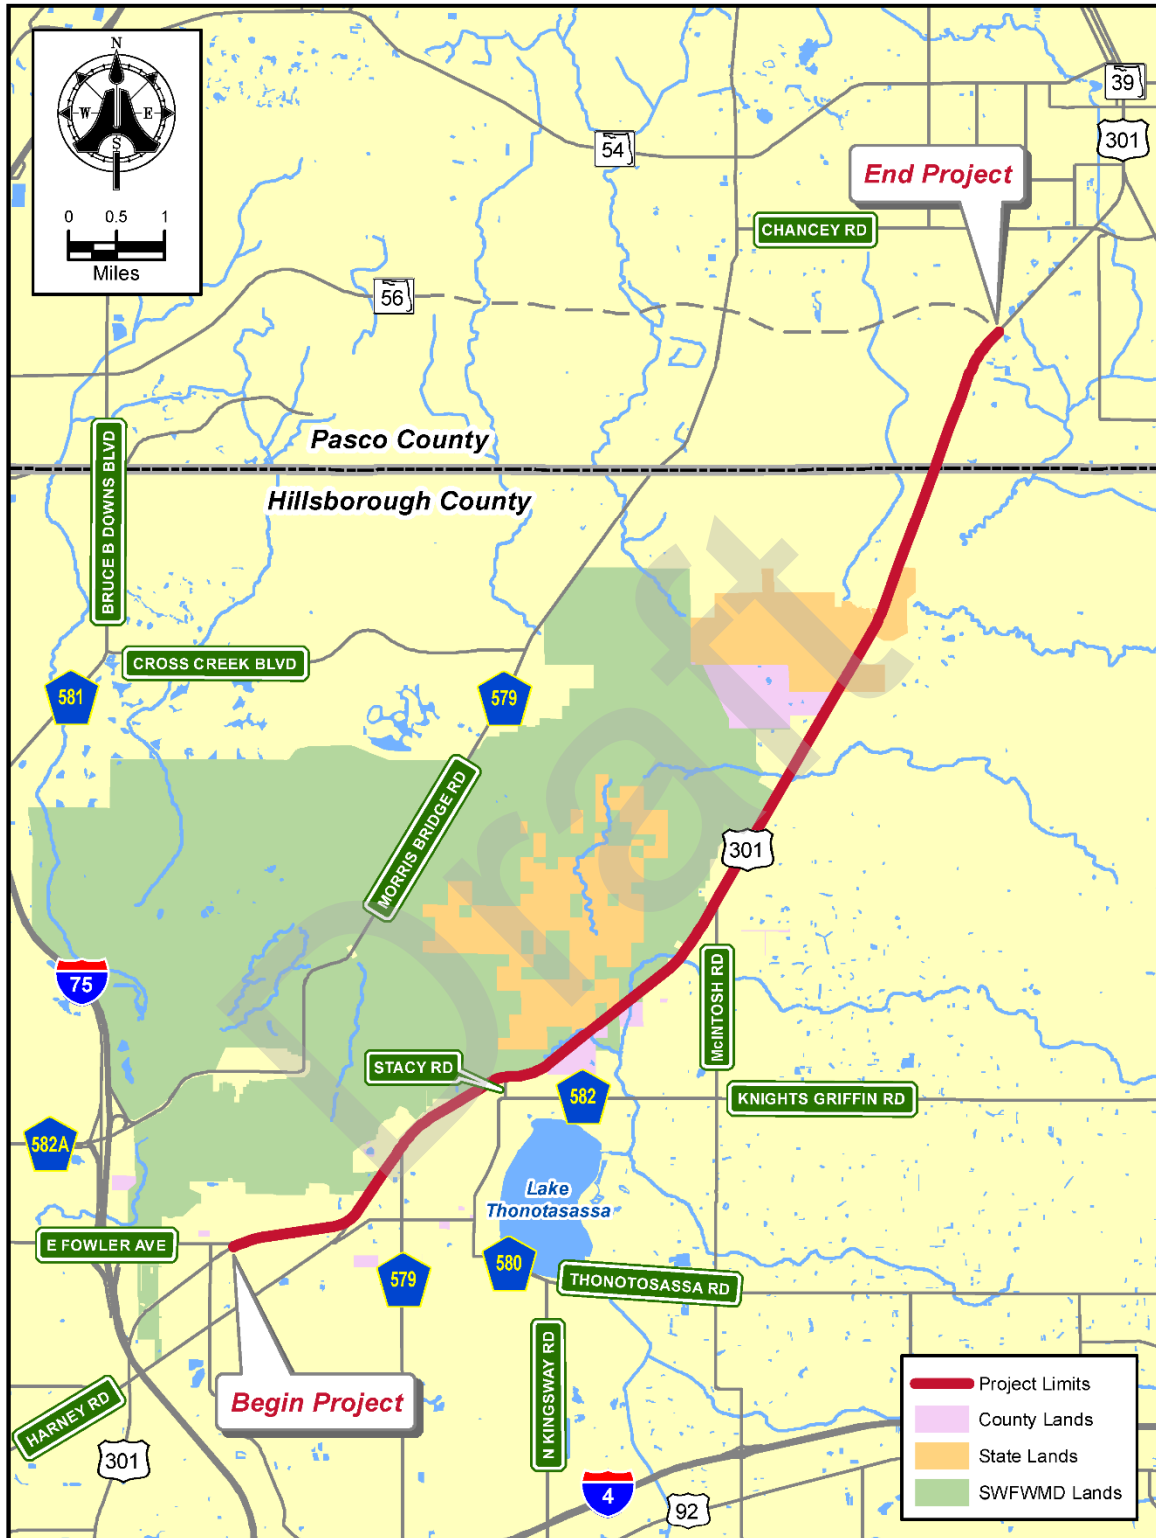 N
W
E
S
0 0.5 1
Miles
39
301
54
End Project
CHANCEY RD
56
Pasco County
Hillsborough County
BRUCE B DOWNS BLVD
CROSS CREEK BLVD
581
579
MORRIS BRIDGE RD
301
75
McINTOSH RD
STACY RD
582
KNIGHTS GRIFFIN RD
582A
Lake
Thonotasassa
E FOWLER AVE
579
580
THONOTOSASSA RD
N KINGSWAY RD
Begin Project
HARNEY RD
301
4
92
Project Limits
County Lands
State Lands
SWFWMD Lands
Draft